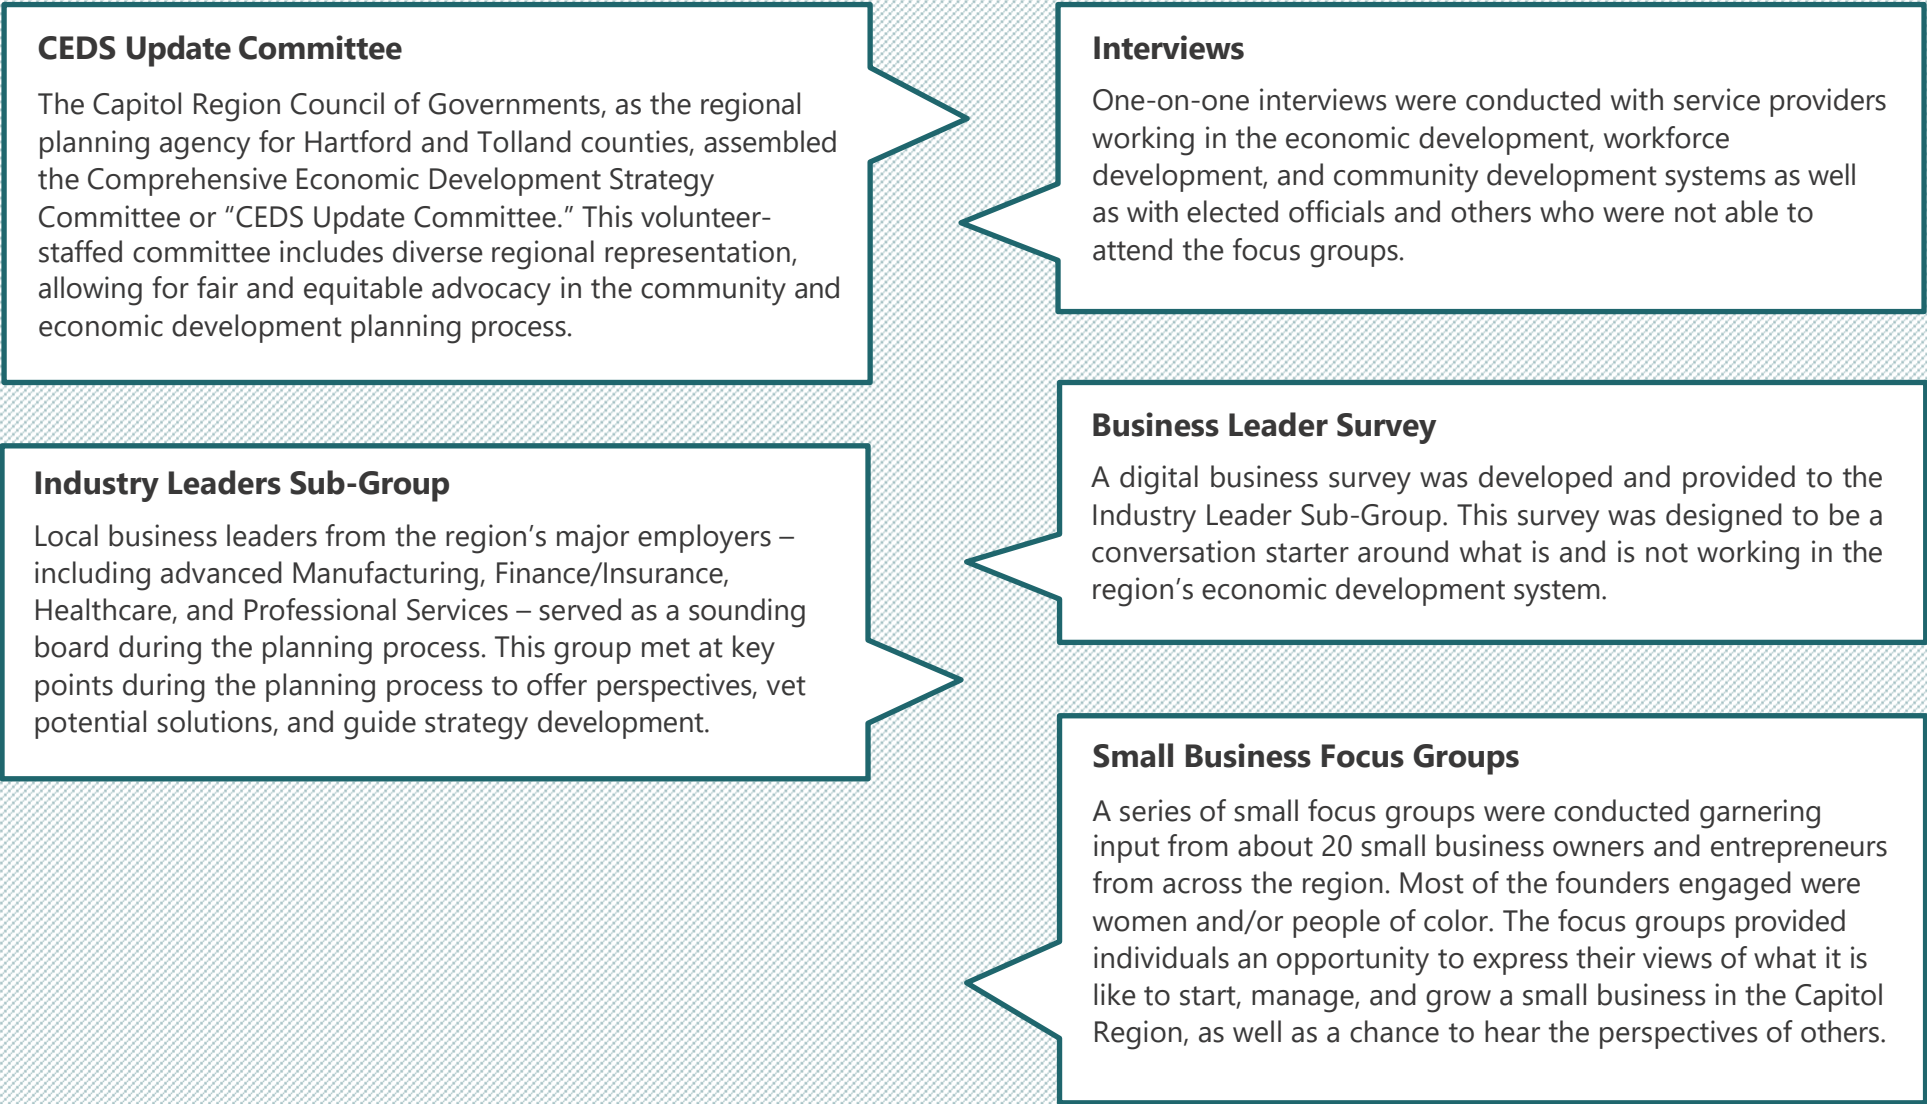 CEDS Update Committee
The Capitol Region Council of Governments, as the regional
planning agency for Hartford and Tolland counties, assembled
the Comprehensive Economic Development Strategy
Committee or “CEDS Update Committee.” This volunteer-
staffed committee includes diverse regional representation,
allowing for fair and equitable advocacy in the community and
economic development planning process.
Industry Leaders Sub-Group
Local business leaders from the region’s major employers –
including advanced Manufacturing, Finance/Insurance,
Healthcare, and Professional Services – served as a sounding
board during the planning process. This group met at key
points during the planning process to offer perspectives, vet
potential solutions, and guide strategy development.
Interviews
One-on-one interviews were conducted with service providers
working in the economic development, workforce
development, and community development systems as well
as with elected officials and others who were not able to
attend the focus groups.
Business Leader Survey
A digital business survey was developed and provided to the
Industry Leader Sub-Group. This survey was designed to be a
conversation starter around what is and is not working in the
region’s economic development system.
Small Business Focus Groups
A series of small focus groups were conducted garnering
input from about 20 small business owners and entrepreneurs
from across the region. Most of the founders engaged were
women and/or people of color. The focus groups provided
individuals an opportunity to express their views of what it is
like to start, manage, and grow a small business in the Capitol
Region, as well as a chance to hear the perspectives of others.